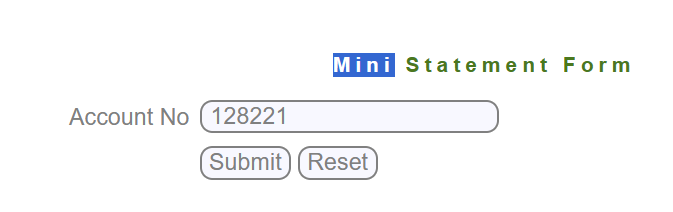 Mini Statement Form
Account No 128221
Submit Reset